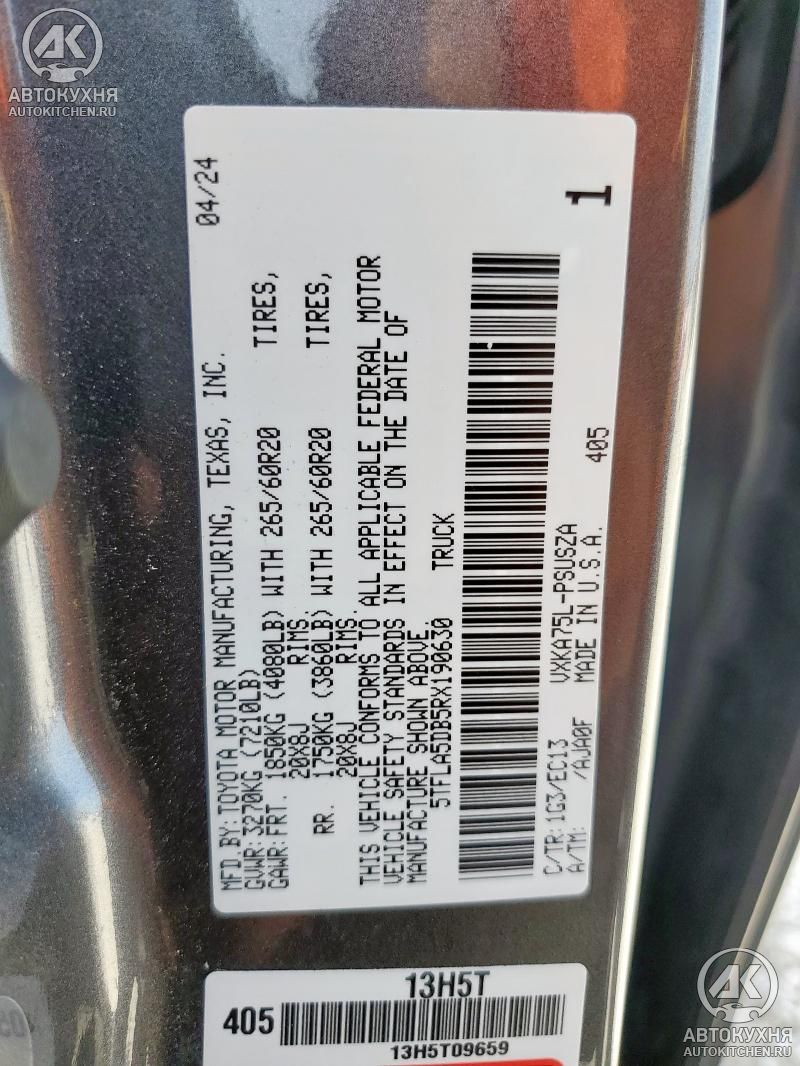 AK
АВТОКУХНЯ
AUTOKITCHEN.RU
MFD.BY:TOYOTA MOTOR MANUFACTURING, TEXAS, INC. 04/24
GVWR:3270KG (7210LB)
GAWR:FRT. 1850KG (4080LB) WITH 265/60R20 TIRES,
20X8J RIMS.
RR. 1750KG (3860LB) WITH 265/60R20 TIRES,
20X8J RIMS.
THIS VEHICLE CONFORMS TO ALL APPLICABLE FEDERAL MOTOR
VEHICLE SAFETY STANDARDS IN EFFECT ON THE DATE OF
MANUFACTURE SHOWN ABOVE.
5TFLA5DB5RX190630 TRUCK
C/TR: 1G3/EC13 VXKA75L-PSUSZA
A/TM: /AJA0F MADE IN U.S.A. 405
1
13H5T
405
13H5T09659
AK
АВТОКУХНЯ
AUTOKITCHEN.RU